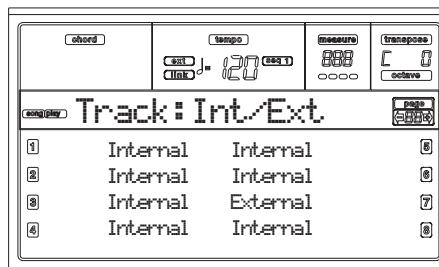 chord tempo measure transpose
ext link ♩= 120 seq 1 888 C 0
octave
song play Track:Int/Ext page
1 Internal Internal 5
2 Internal Internal 6
3 Internal External 7
4 Internal Internal 8